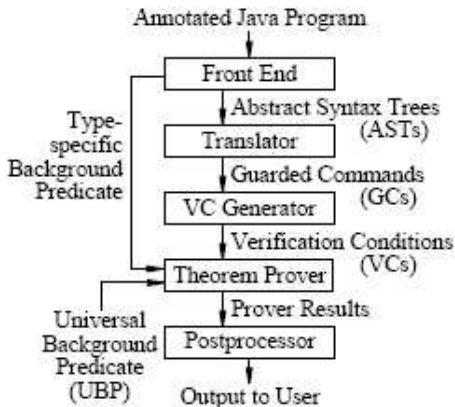 Annotated Java Program
Front End
Abstract Syntax Trees
(ASTs)
Type-
specific
Background
Predicate
Translator
Guarded Commands
(GCs)
VC Generator
Verification Conditions
(VCs)
Theorem Prover
Prover Results
Universal
Background
Predicate
(UBP)
Postprocessor
Output to User